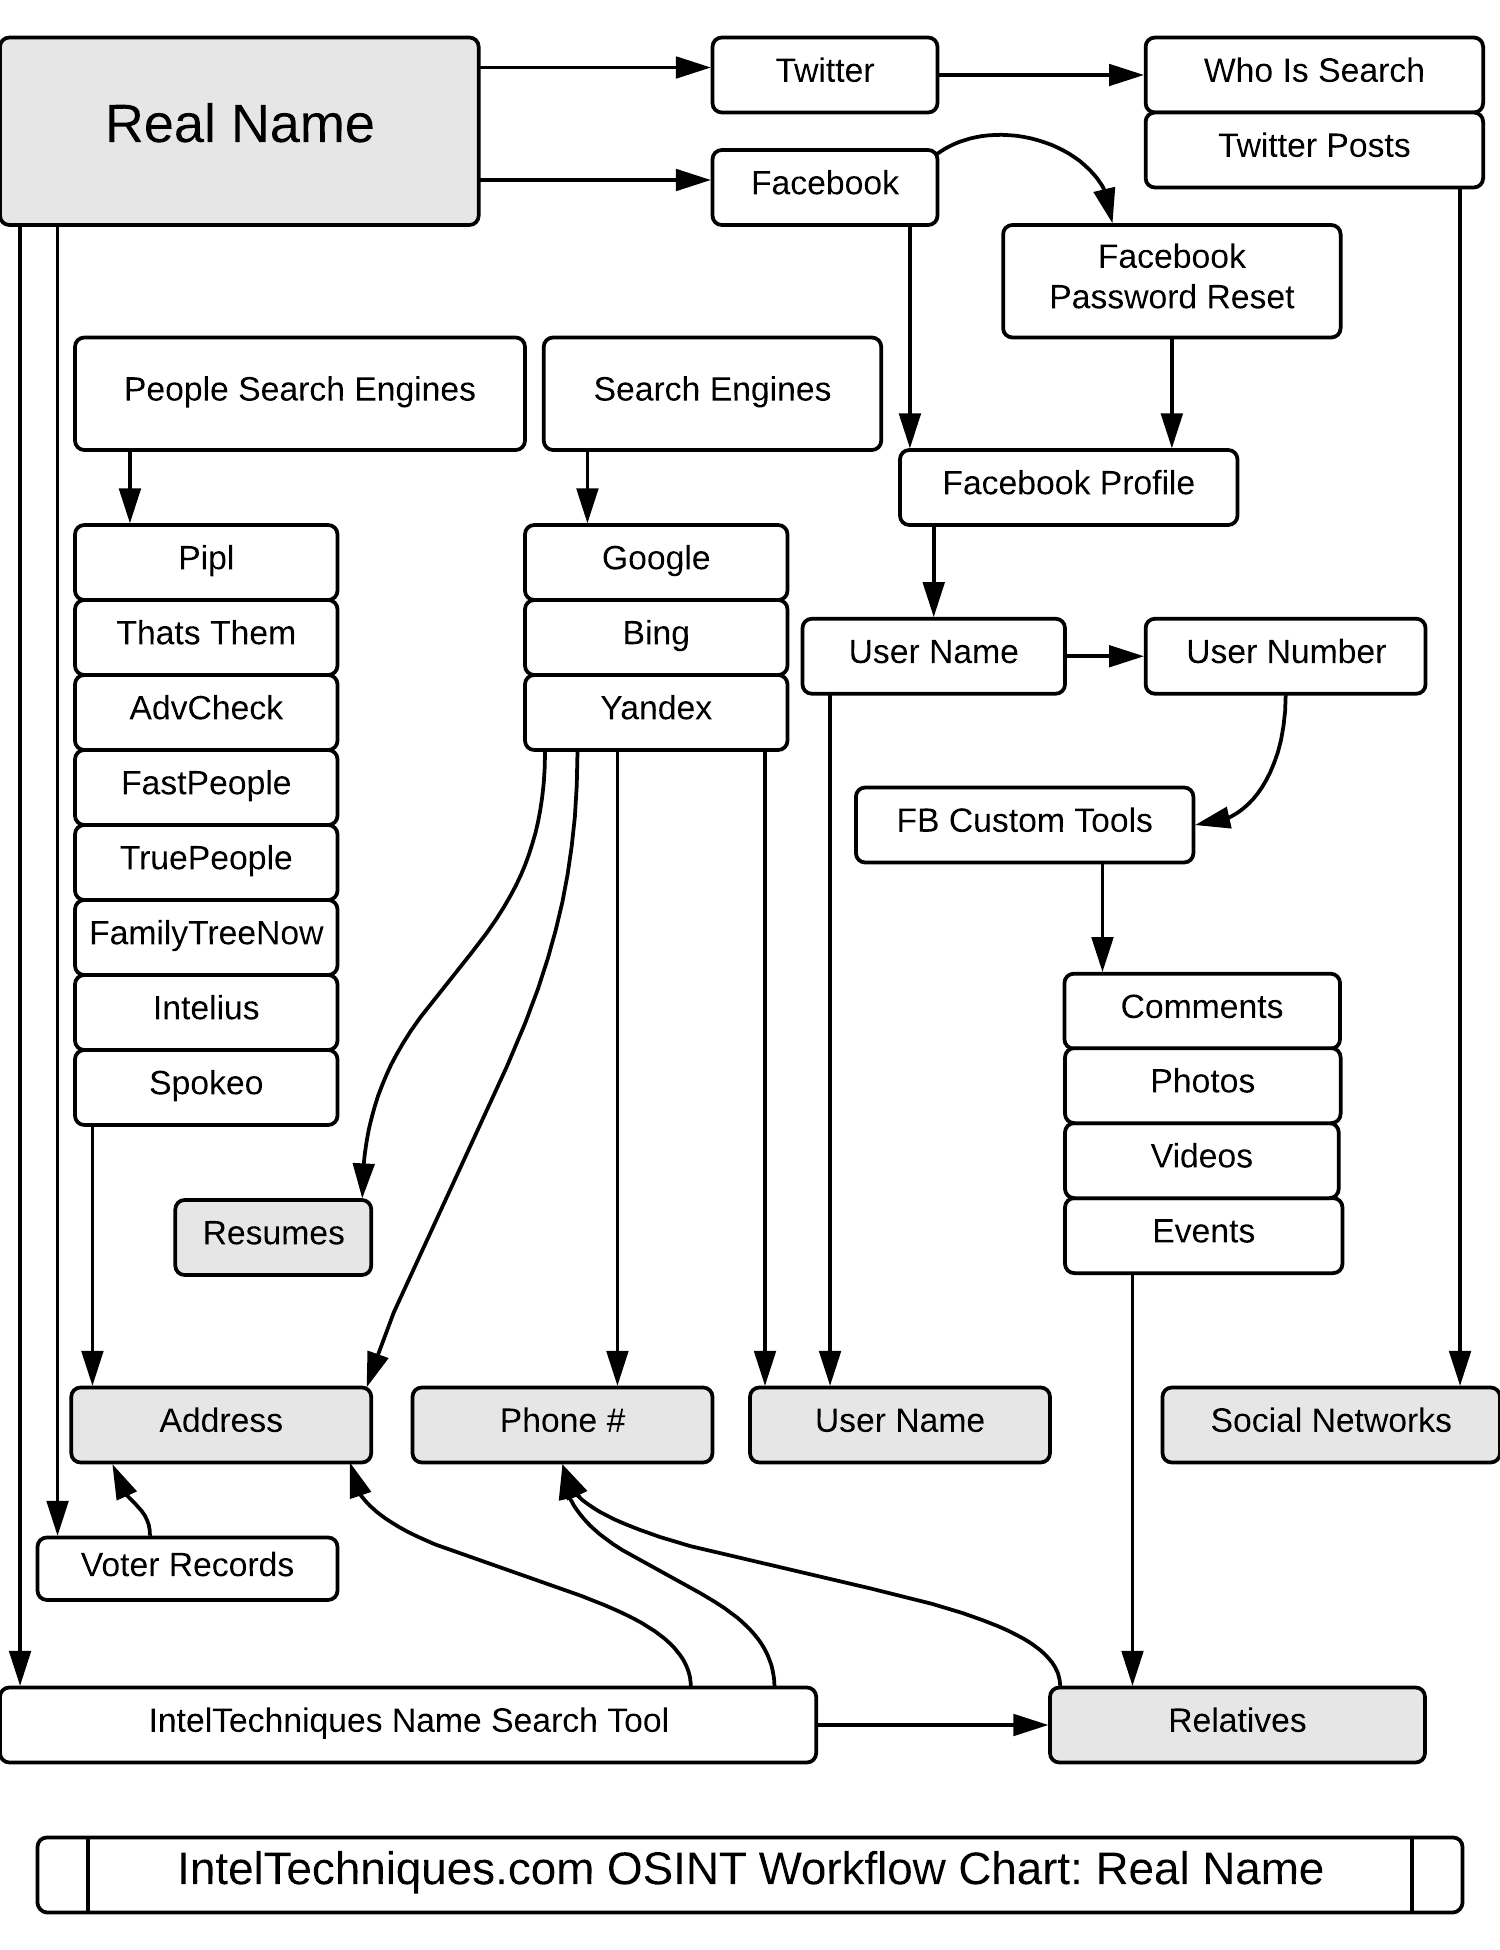 Real Name
Twitter
Who Is Search
Twitter Posts
Facebook
Facebook
Password Reset
People Search Engines
Search Engines
Facebook Profile
Pipl
Thats Them
AdvCheck
FastPeople
TruePeople
FamilyTreeNow
Intelius
Spokeo
Google
Bing
Yandex
User Name
User Number
FB Custom Tools
Comments
Photos
Videos
Events
Resumes
Address
Phone #
User Name
Social Networks
Voter Records
IntelTechniques Name Search Tool
Relatives
IntelTechniques.com OSINT Workflow Chart: Real Name